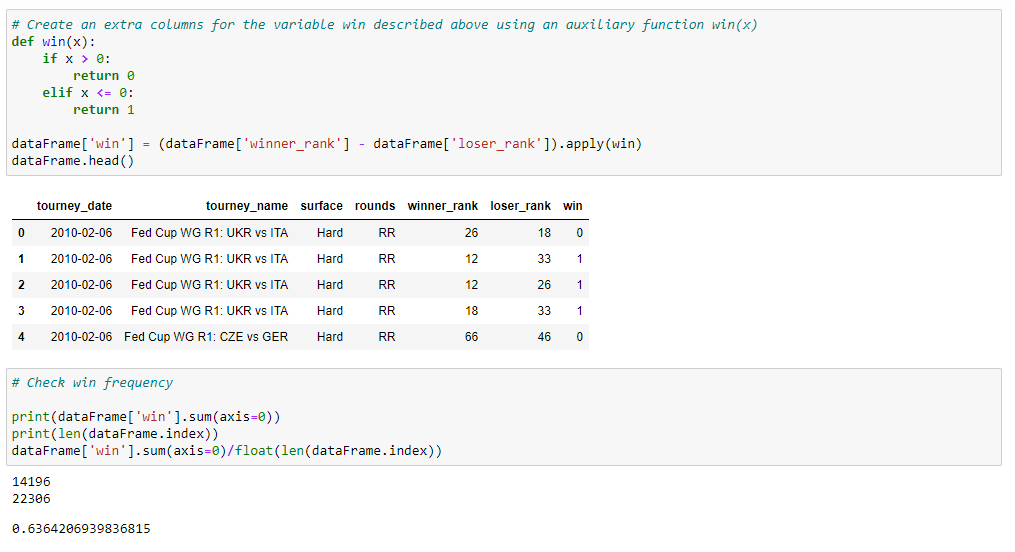 # Create an extra columns for the variable win described above using an auxiliary function win(x)
def win(x):
    if x > 0:
        return 0
    elif x <= 0:
        return 1
dataFrame['win'] = (dataFrame['winner_rank'] - dataFrame['loser_rank']).apply(win)
dataFrame.head()
tourney_date tourney_name surface rounds winner_rank loser_rank win
0 2010-02-06 Fed Cup WG R1: UKR vs ITA Hard RR 26 18 0
1 2010-02-06 Fed Cup WG R1: UKR vs ITA Hard RR 12 33 1
2 2010-02-06 Fed Cup WG R1: UKR vs ITA Hard RR 12 26 1
3 2010-02-06 Fed Cup WG R1: UKR vs ITA Hard RR 18 33 1
4 2010-02-06 Fed Cup WG R1: CZE vs GER Hard RR 66 46 0
# Check win frequency
print(dataFrame['win'].sum(axis=0))
print(len(dataFrame.index))
dataFrame['win'].sum(axis=0)/float(len(dataFrame.index))
14196
22306
0.6364206939836815